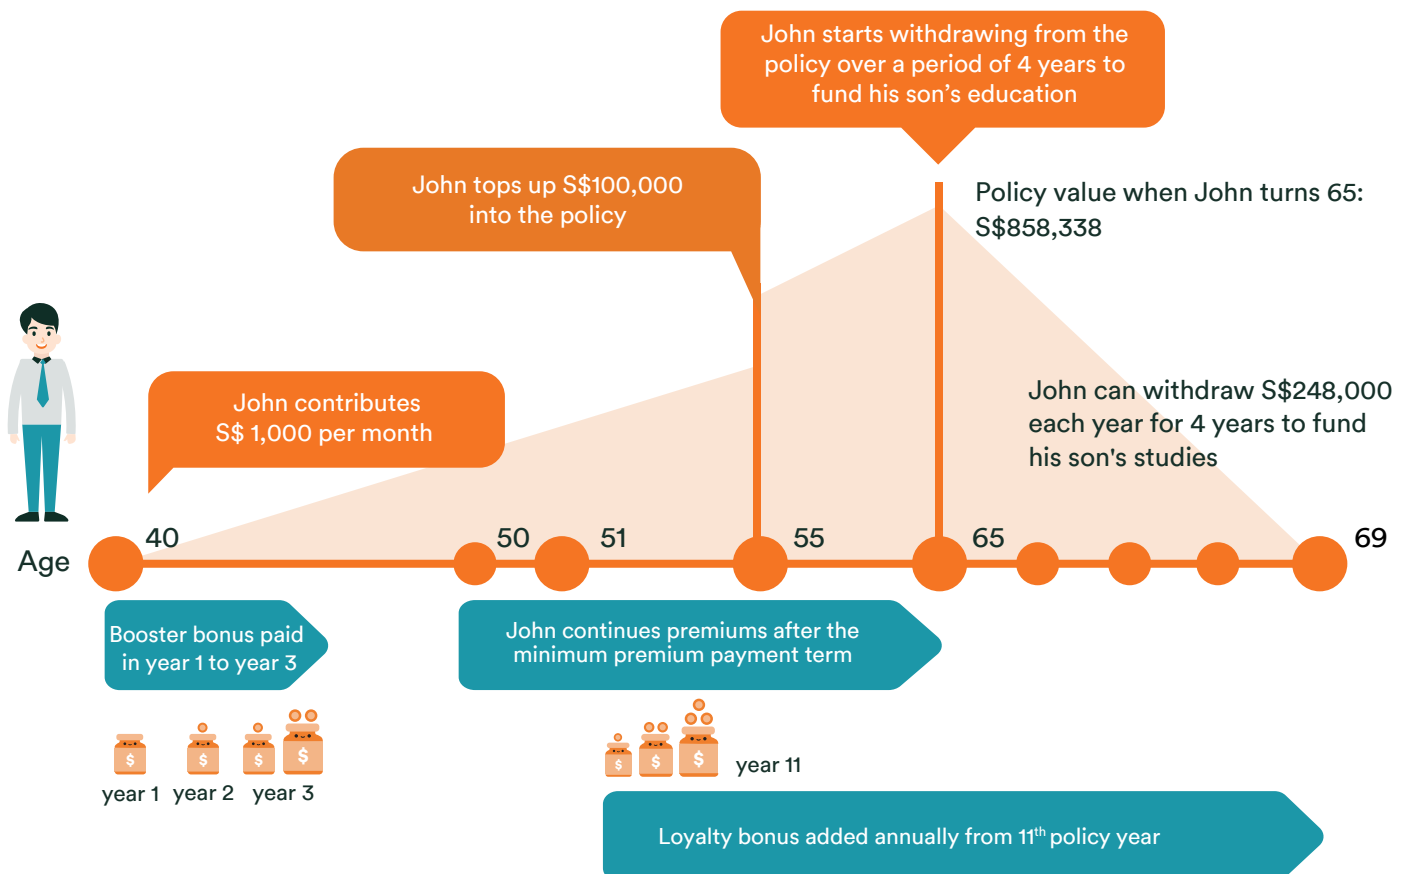 John starts withdrawing from the
policy over a period of 4 years to
fund his son’s education
John tops up S$100,000
into the policy
Policy value when John turns 65:
S$858,338
John contributes
S$ 1,000 per month
John can withdraw S$248,000
each year for 4 years to fund
his son's studies
Age
40
50
51
55
65
69
Booster bonus paid
in year 1 to year 3
John continues premiums after the
minimum premium payment term
$
$
$
$
year 1
year 2
year 3
$
$
$
year 11
Loyalty bonus added annually from 11th policy year